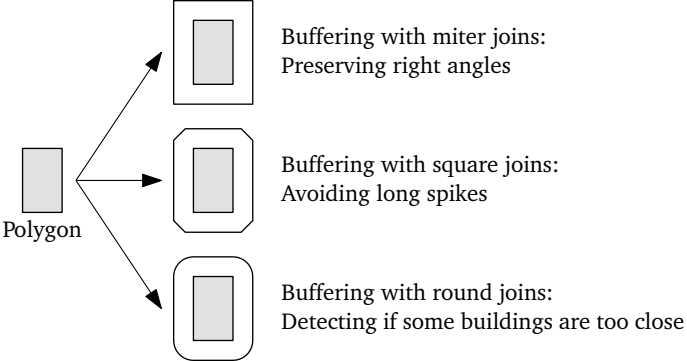 Buffering with miter joins:
Preserving right angles
Buffering with square joins:
Avoiding long spikes
Polygon
Buffering with round joins:
Detecting if some buildings are too close